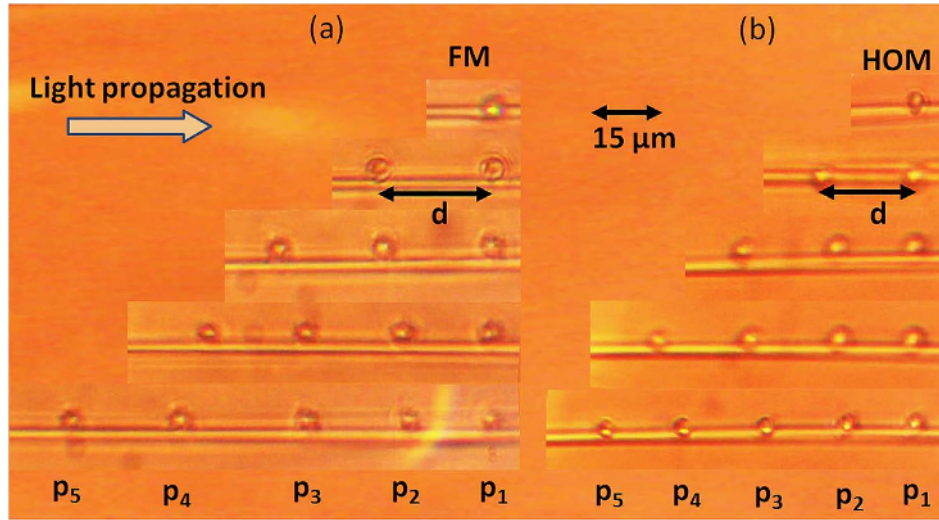 (a)
(b)
FM
HOM
Light propagation
15 μm
d
d
p₅ p₄ p₃ p₂ p₁
p₅ p₄ p₃ p₂ p₁